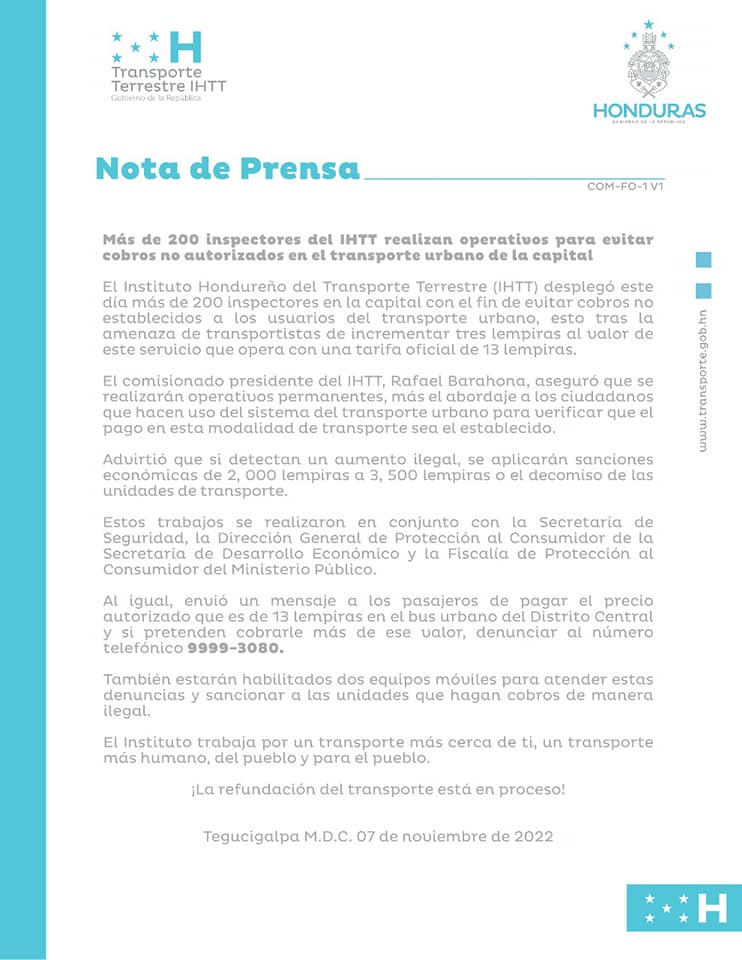 H
Transporte
Terrestre IHTT
Gobierno de la República
HONDURAS
GOBIERNO DE LA REPÚBLICA
Nota de Prensa
COM-FO-1 V1
Más de 200 inspectores del IHTT realizan operativos para evitar
cobros no autorizados en el transporte urbano de la capital
El Instituto Hondureño del Transporte Terrestre (IHTT) desplegó este
día más de 200 inspectores en la capital con el fin de evitar cobros no
establecidos a los usuarios del transporte urbano, esto tras la
amenaza de transportistas de incrementar tres lempiras al valor de
este servicio que opera con una tarifa oficial de 13 lempiras.
El comisionado presidente del IHTT, Rafael Barahona, aseguró que se
realizarán operativos permanentes, más el abordaje a los ciudadanos
que hacen uso del sistema del transporte urbano para verificar que el
pago en esta modalidad de transporte sea el establecido.
Advirtió que si detectan un aumento ilegal, se aplicarán sanciones
económicas de 2, 000 lempiras a 3, 500 lempiras o el decomiso de las
unidades de transporte.
Estos trabajos se realizaron en conjunto con la Secretaría de
Seguridad, la Dirección General de Protección al Consumidor de la
Secretaría de Desarrollo Económico y la Fiscalía de Protección al
Consumidor del Ministerio Público.
Al igual, envió un mensaje a los pasajeros de pagar el precio
autorizado que es de 13 lempiras en el bus urbano del Distrito Central
y si pretenden cobrarle más de ese valor, denunciar al número
telefónico 9999-3080.
También estarán habilitados dos equipos móviles para atender estas
denuncias y sancionar a las unidades que hagan cobros de manera
ilegal.
El Instituto trabaja por un transporte más cerca de ti, un transporte
más humano, del pueblo y para el pueblo.
¡La refundación del transporte está en proceso!
Tegucigalpa M.D.C. 07 de noviembre de 2022
www.transporte.gob.hn
H